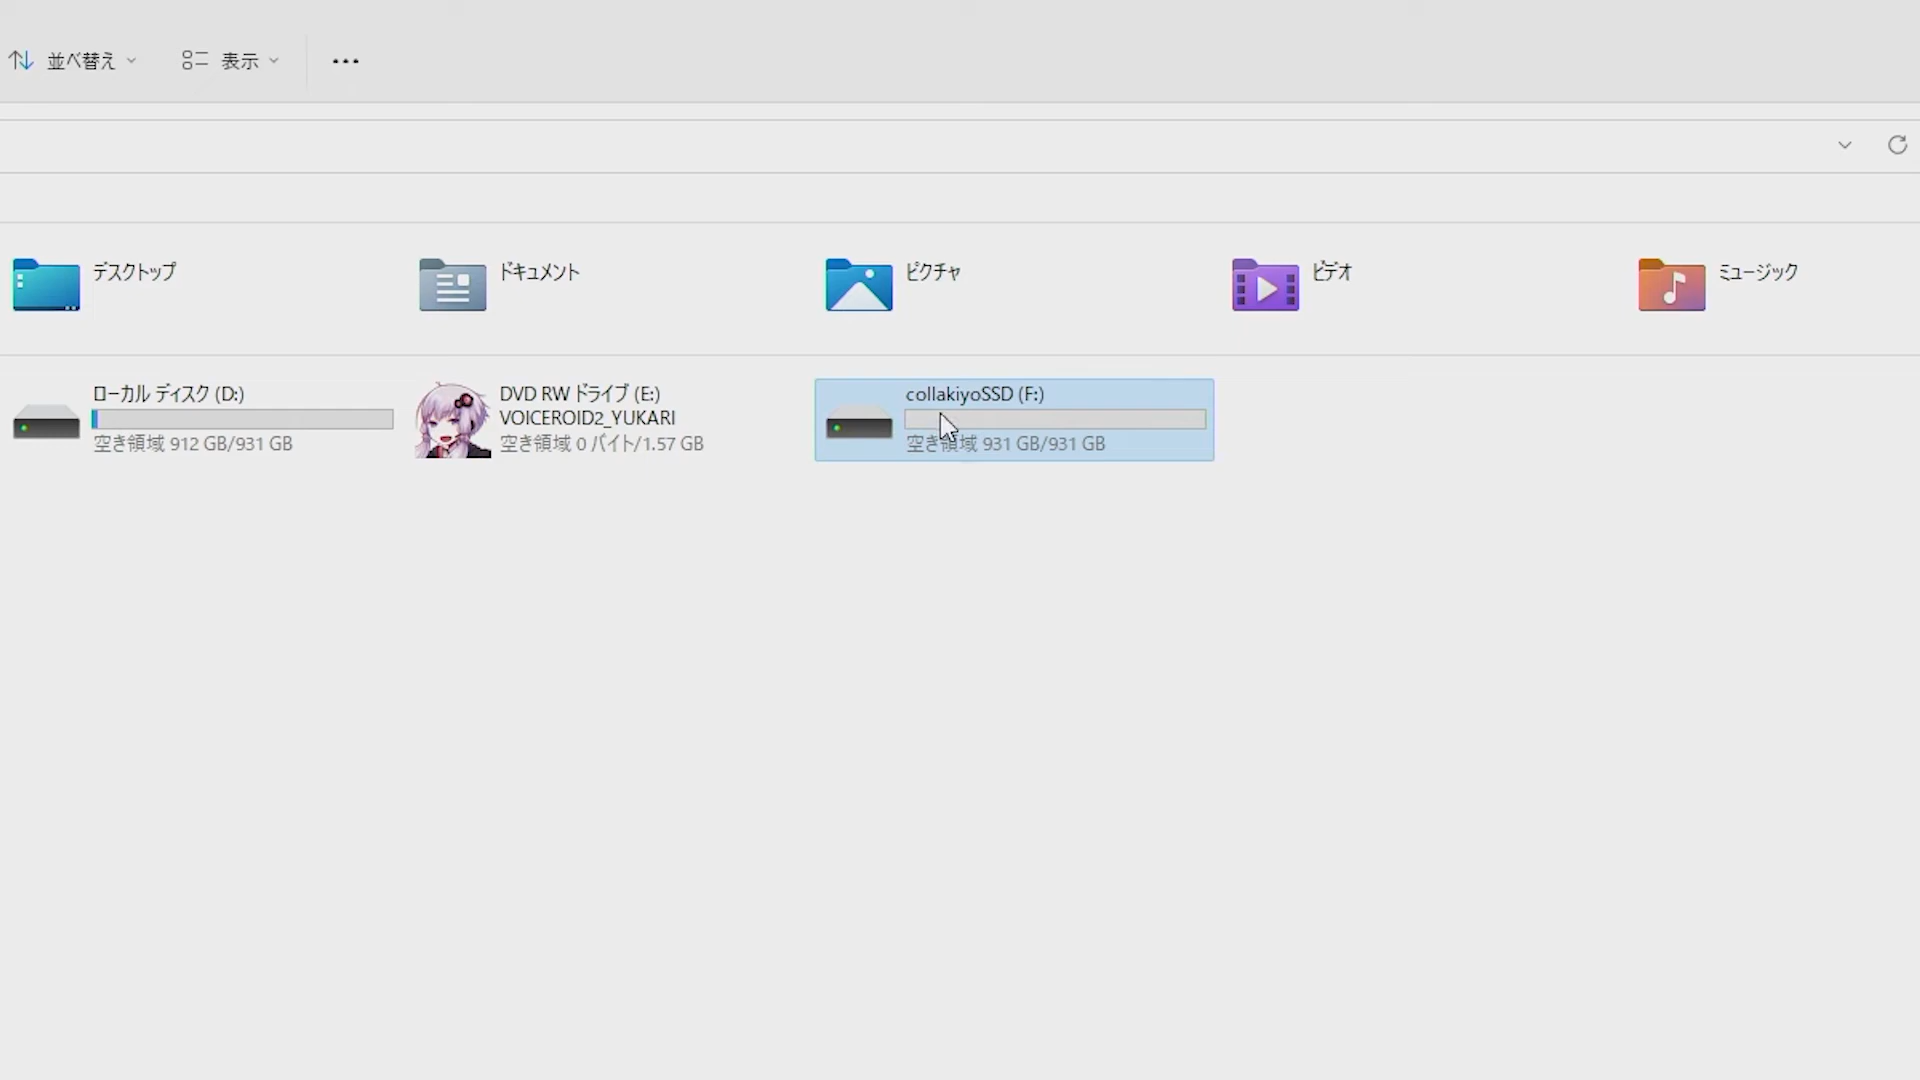 並べ替え
表示
デスクトップ
ドキュメント
ピクチャ
ビデオ
ミュージック
ローカル ディスク (D:)
空き領域 912 GB/931 GB
DVD RW ドライブ (E:)
VOICEROID2_YUKARI
空き領域 0 バイト/1.57 GB
collakiyoSSD (F:)
空き領域 931 GB/931 GB